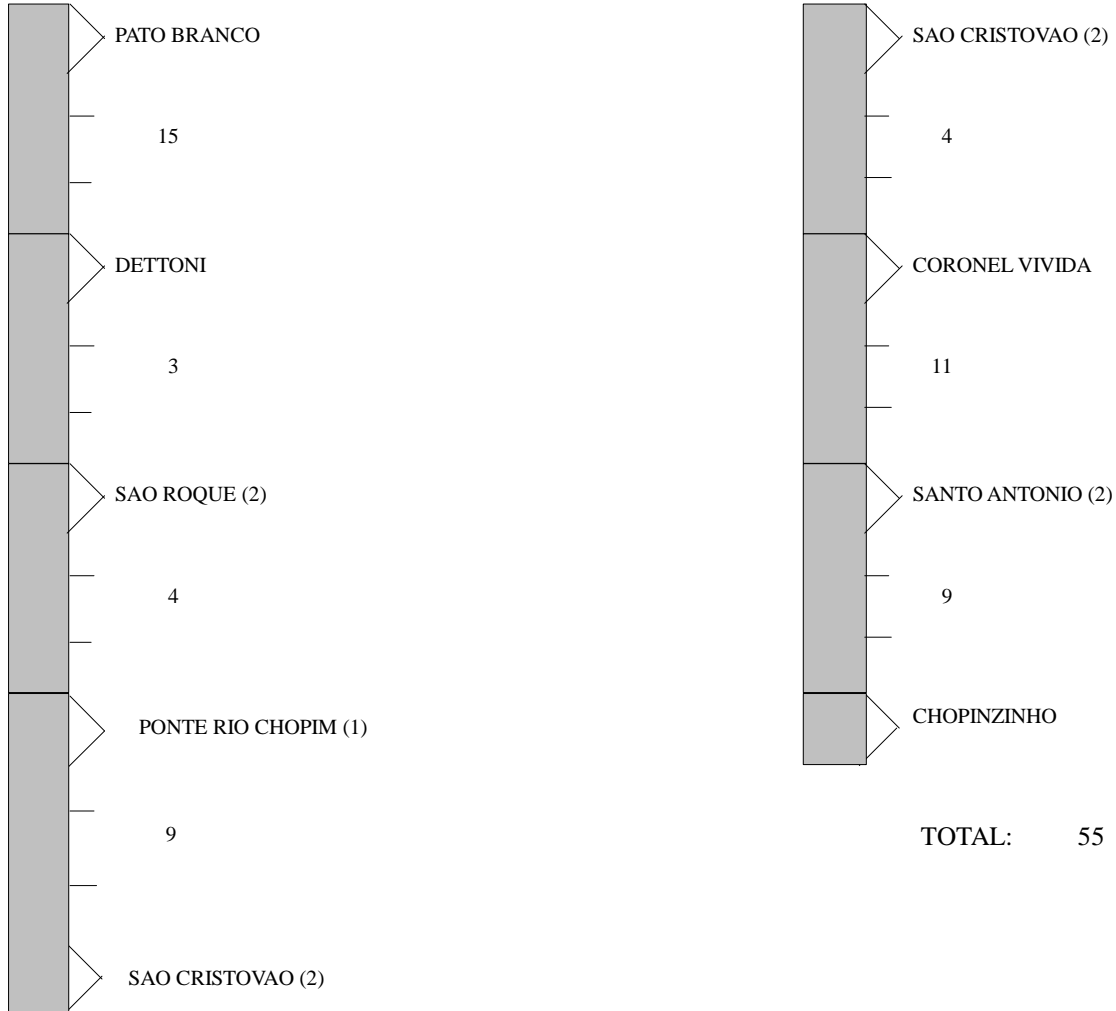 PATO BRANCO
15
DETTONI
3
SAO ROQUE (2)
4
PONTE RIO CHOPIM (1)
9
SAO CRISTOVAO (2)
SAO CRISTOVAO (2)
4
CORONEL VIVIDA
11
SANTO ANTONIO (2)
9
CHOPINZINHO
TOTAL: 55